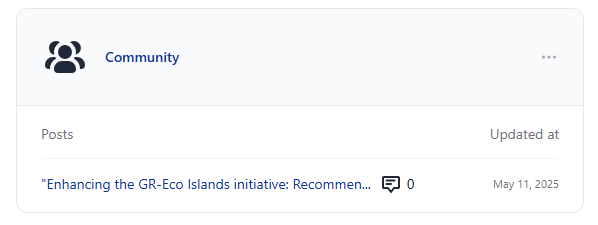 Community
Posts Updated at
"Enhancing the GR-Eco Islands initiative: Recommen... 0 May 11, 2025